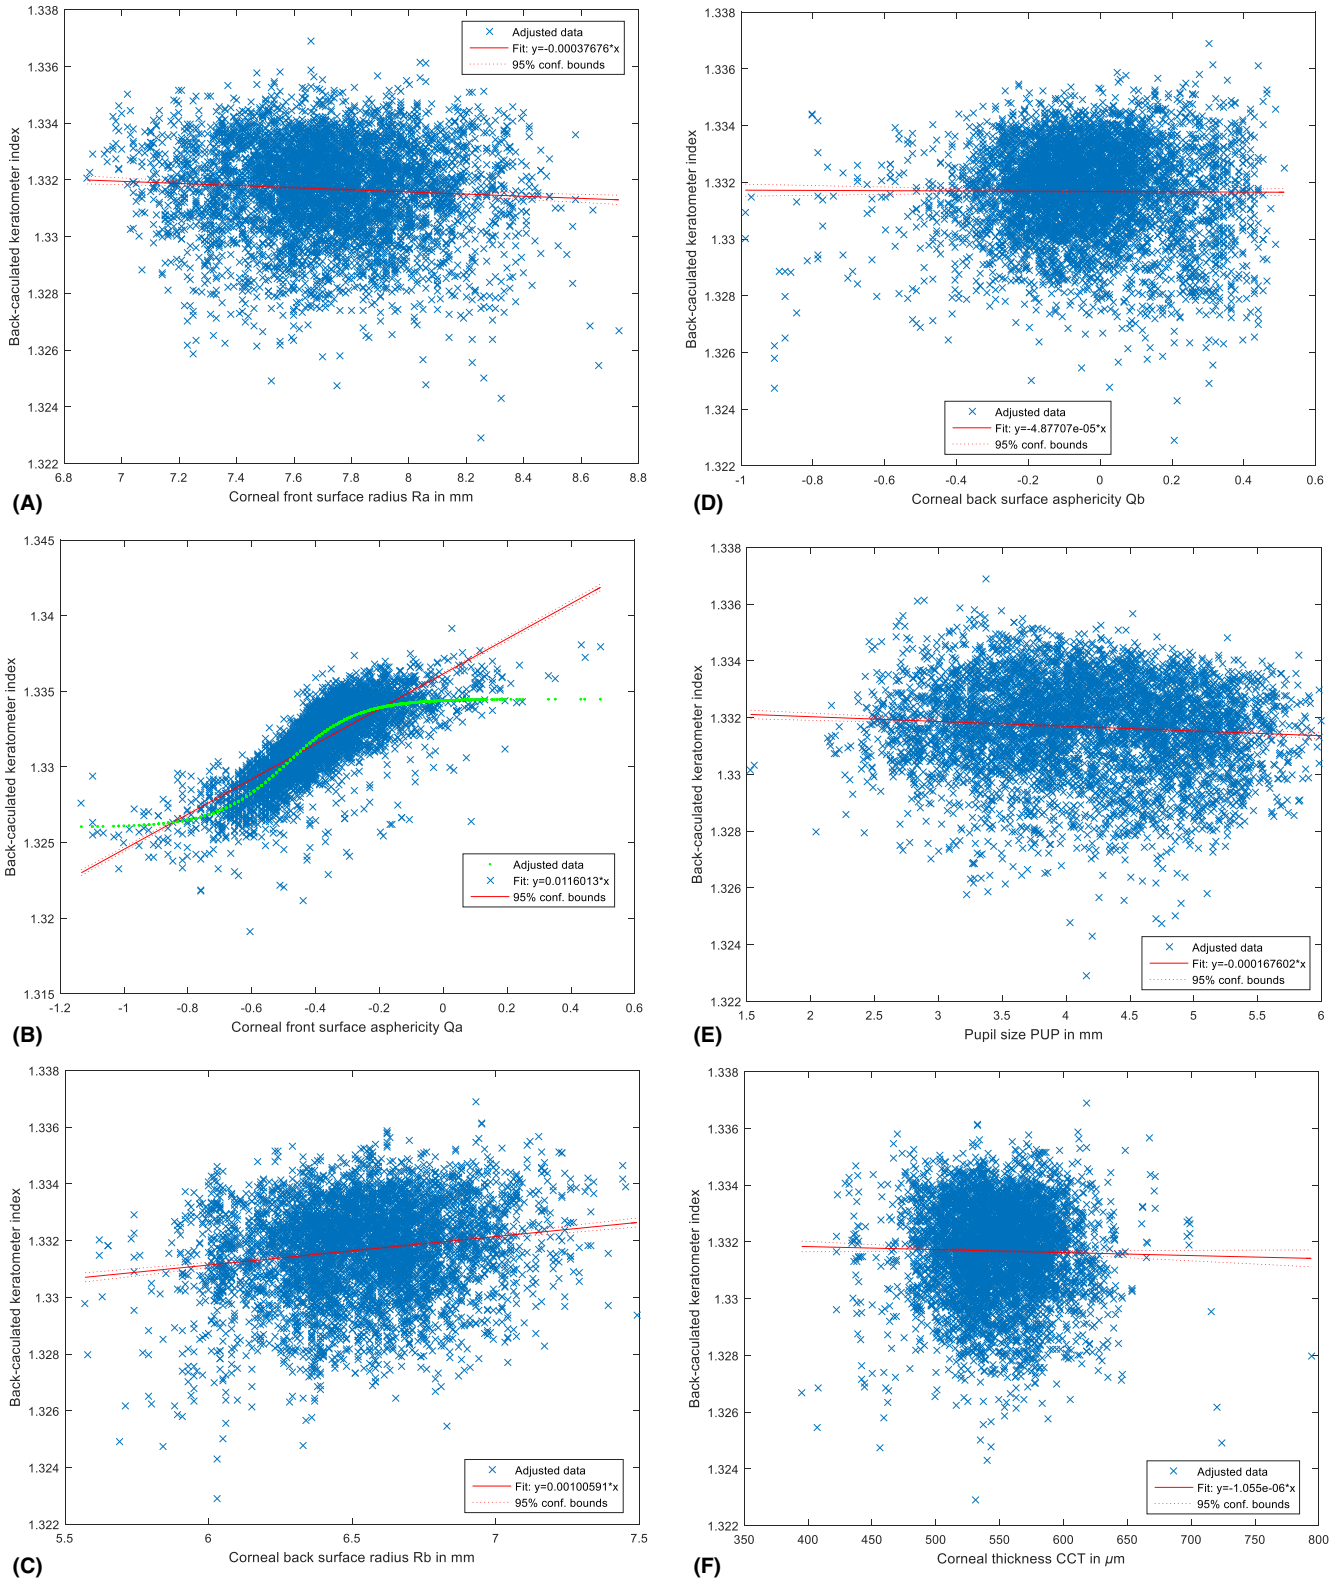 1.338
1.336
1.334
1.332
1.33
1.328
1.326
1.324
1.322
6.8 7 7.2 7.4 7.6 7.8 8 8.2 8.4 8.6 8.8
Back-caculated keratometer index
Corneal front surface radius Ra in mm
Adjusted data
Fit: y=-0.00037676*x
95% conf. bounds
(A)
1.345
1.34
1.335
1.33
1.325
1.32
1.315
-1.2 -1 -0.8 -0.6 -0.4 -0.2 0 0.2 0.4 0.6
Back-caculated keratometer index
Corneal front surface asphericity Qa
Adjusted data
Fit: y=0.0116013*x
95% conf. bounds
(B)
1.338
1.336
1.334
1.332
1.33
1.328
1.326
1.324
1.322
5.5 6 6.5 7 7.5
Back-caculated keratometer index
Corneal back surface radius Rb in mm
Adjusted data
Fit: y=0.00100591*x
95% conf. bounds
(C)
1.338
1.336
1.334
1.332
1.33
1.328
1.326
1.324
1.322
-1 -0.8 -0.6 -0.4 -0.2 0 0.2 0.4 0.6
Back-caculated keratometer index
Corneal back surface asphericity Qb
Adjusted data
Fit: y=-4.87707e-05*x
95% conf. bounds
(D)
1.338
1.336
1.334
1.332
1.33
1.328
1.326
1.324
1.322
1.5 2 2.5 3 3.5 4 4.5 5 5.5 6
Back-caculated keratometer index
Pupil size PUP in mm
Adjusted data
Fit: y=-0.000167602*x
95% conf. bounds
(E)
1.338
1.336
1.334
1.332
1.33
1.328
1.326
1.324
1.322
350 400 450 500 550 600 650 700 750 800
Back-caculated keratometer index
Corneal thickness CCT in µm
Adjusted data
Fit: y=-1.055e-06*x
95% conf. bounds
(F)